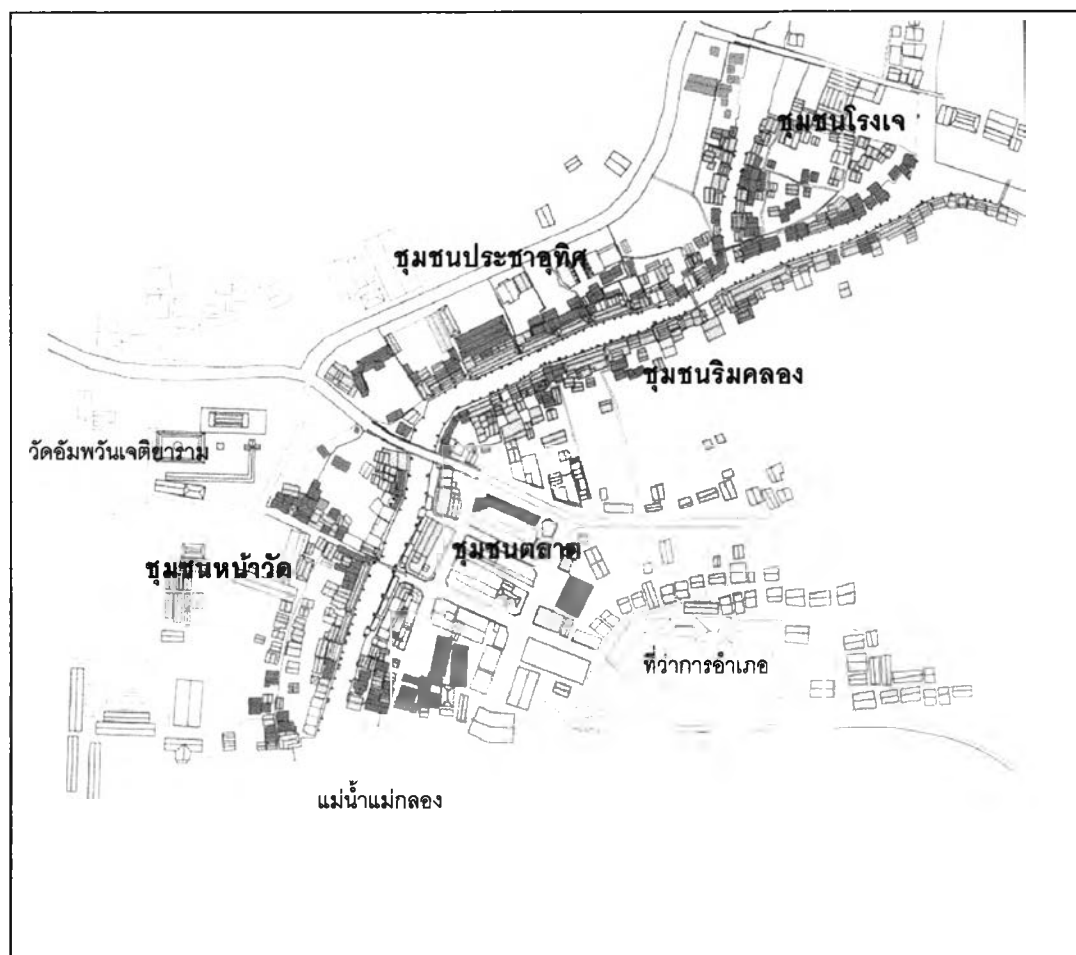 ชุมชนโรงเจ
ชุมชนประชาอุทิศ
ชุมชนริมคลอง
วัดอัมพวันเจติยาราม
ชุมชนตลาด
ชุมชนหน้าวัด
ที่ว่าการอำเภอ
แม่น้ำแม่กลอง